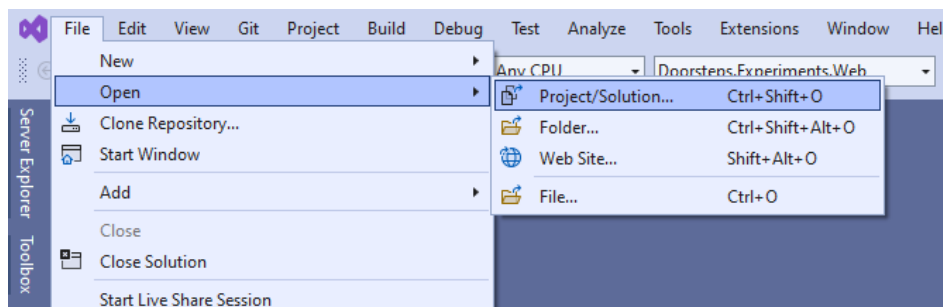 File Edit View Git Project Build Debug Test Analyze Tools Extensions Window Hel
Any CPU Doorsteps.Experiments.Web
New
Open
Clone Repository...
Start Window
Add
Close
Close Solution
Start Live Share Session
Project/Solution... Ctrl+Shift+O
Folder... Ctrl+Shift+Alt+O
Web Site... Shift+Alt+O
File... Ctrl+O
Server Explorer
Toolbox